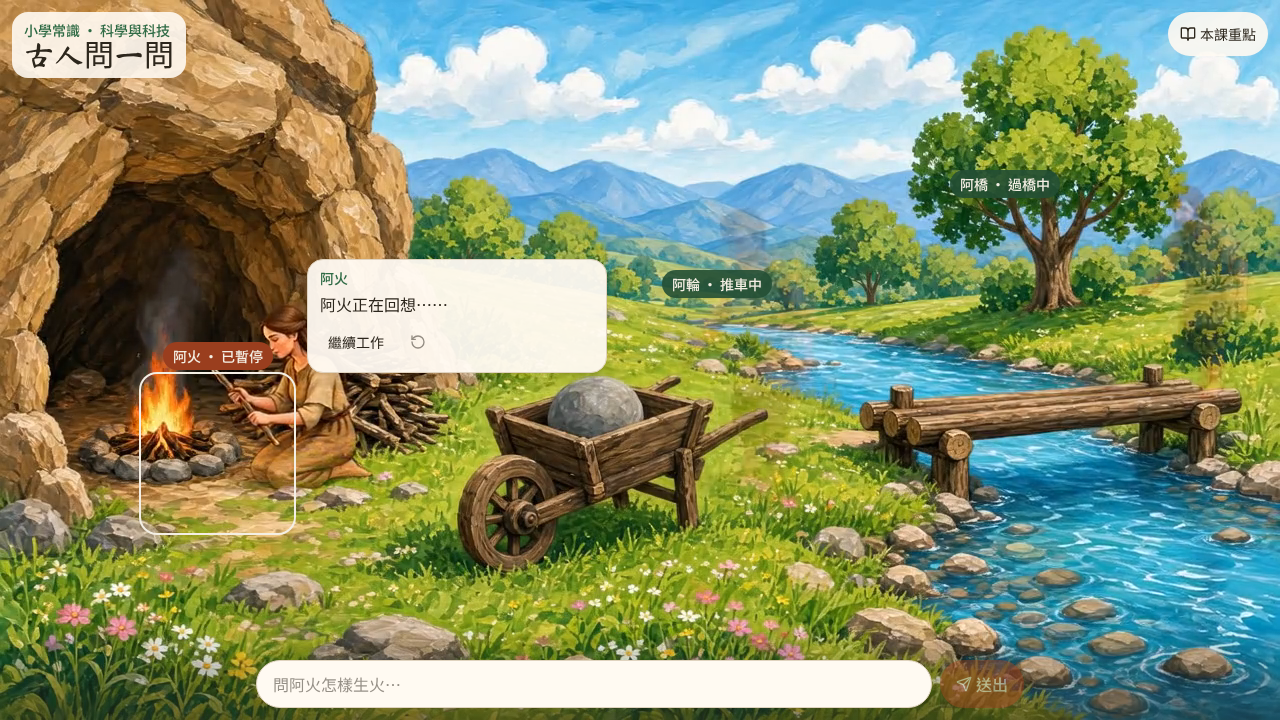 小學常識 · 科學與科技
古人問一問
本課重點
阿橋 · 過橋中
阿輪 · 推車中
阿火
阿火正在回想……
繼續工作
阿火 · 已暫停
問阿火怎樣生火…
送出